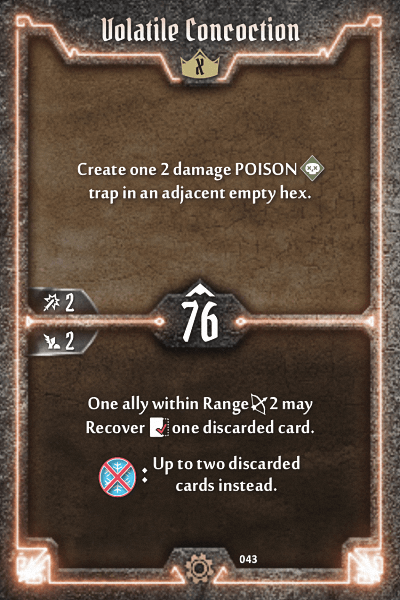 Volatile Concoction
X
Create one 2 damage POISON
trap in an adjacent empty hex.
2
76
2
One ally within Range 2 may
Recover one discarded card.
: Up to two discarded
cards instead.
043